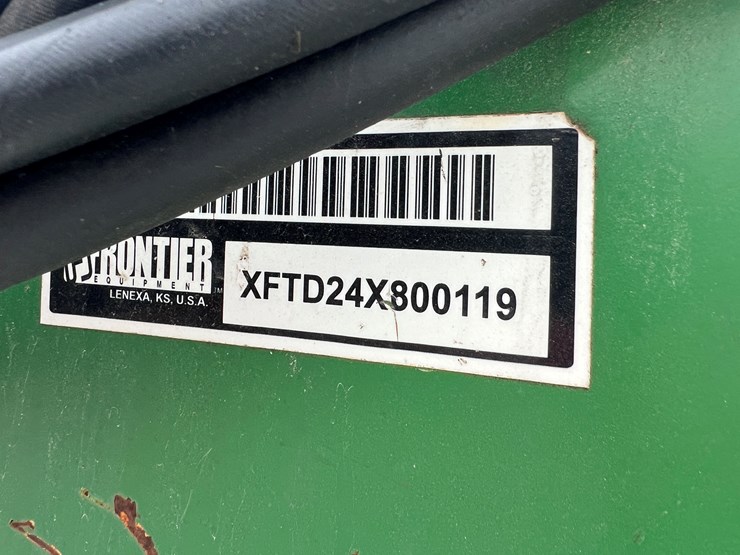 FRONTIER
EQUIPMENT
LENEXA, KS, U.S.A.
XFTD24X800119